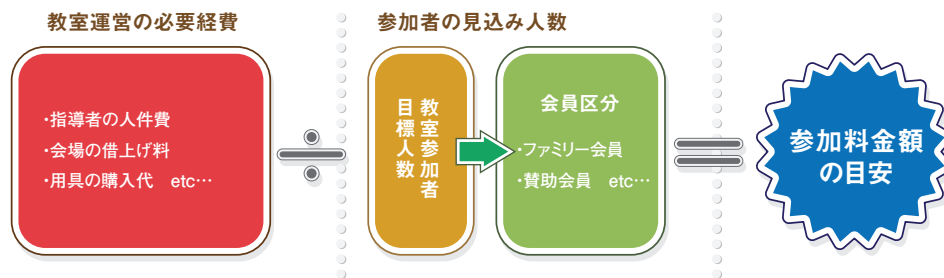 教室運営の必要経費
・指導者の人件費
・会場の借上げ料
・用具の購入代　etc…
÷
参加者の見込み人数
教室参加者
目標人数
会員区分
・ファミリー会員
・賛助会員　etc…
=
参加料金額
の目安